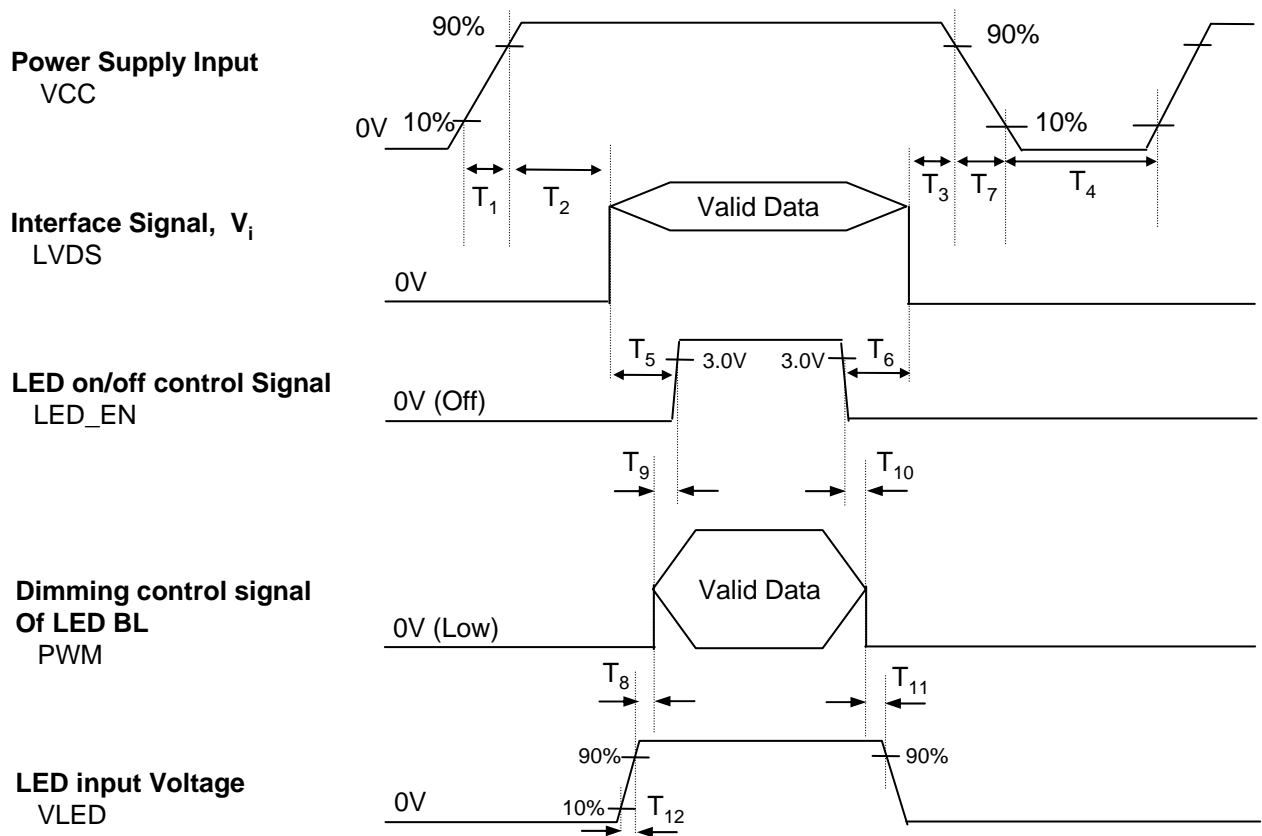 90%
90%
Power Supply Input
VCC
0V
10%
10%
T1
T2
T3
T7
T4
Valid Data
Interface Signal, Vi
LVDS
0V
T5
3.0V
3.0V
T6
LED on/off control Signal
LED_EN
0V (Off)
T9
T10
Dimming control signal
Of LED BL
PWM
Valid Data
0V (Low)
T8
T11
90%
90%
LED input Voltage
VLED
0V
10%
T12